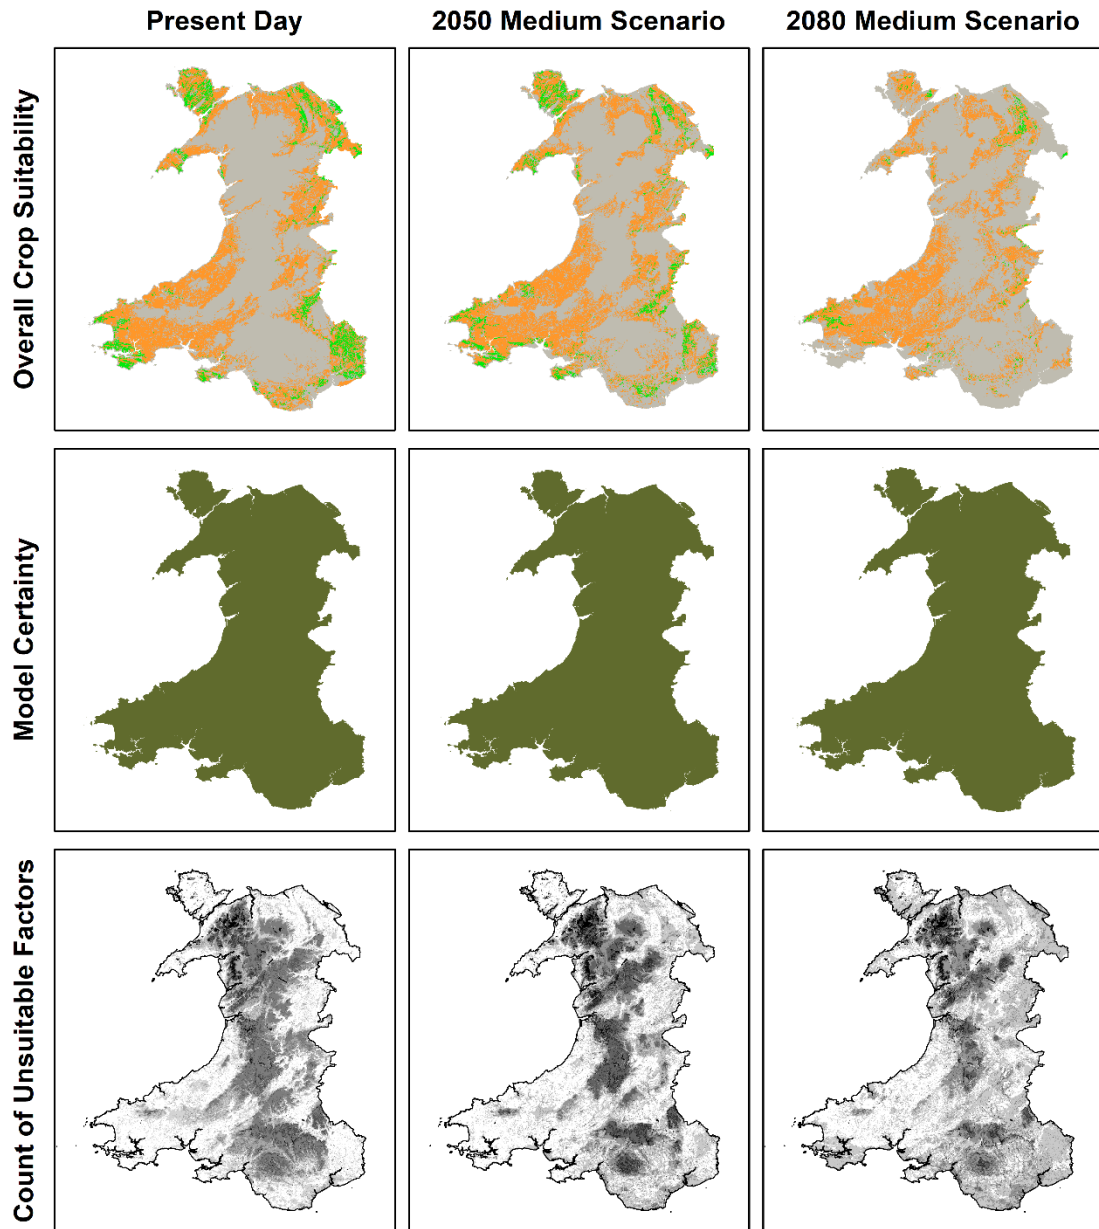 Present Day
2050 Medium Scenario
2080 Medium Scenario
Overall Crop Suitability
Model Certainty
Count of Unsuitable Factors